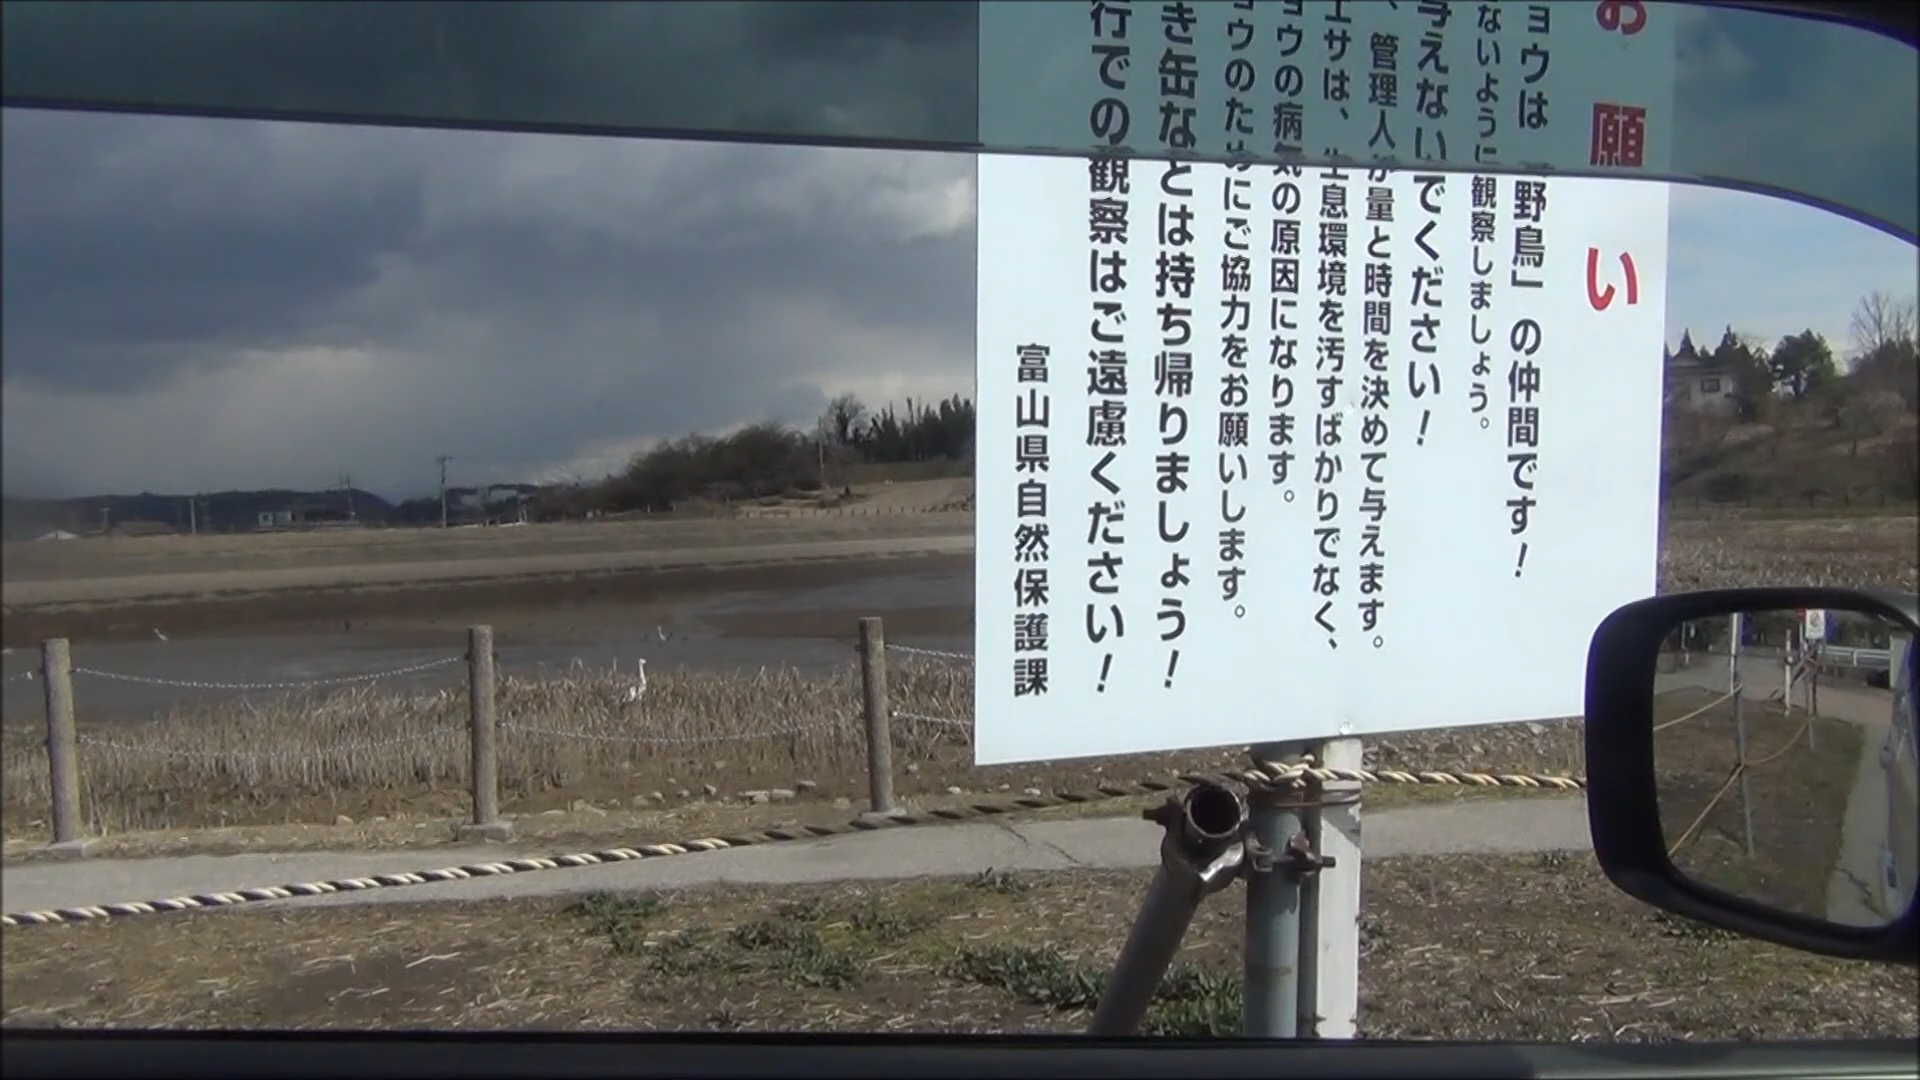 お願い
ョウは「野鳥」の仲間です!
ないように観察しましょう。
与えないでください!
、管理人が量と時間を決めて与えます。
エサは、生息環境を汚すばかりでなく、
ョウの病気の原因になります。
ョウのためにご協力をお願いします。
き缶などは持ち帰りましょう!
行での観察はご遠慮ください!
富山県自然保護課